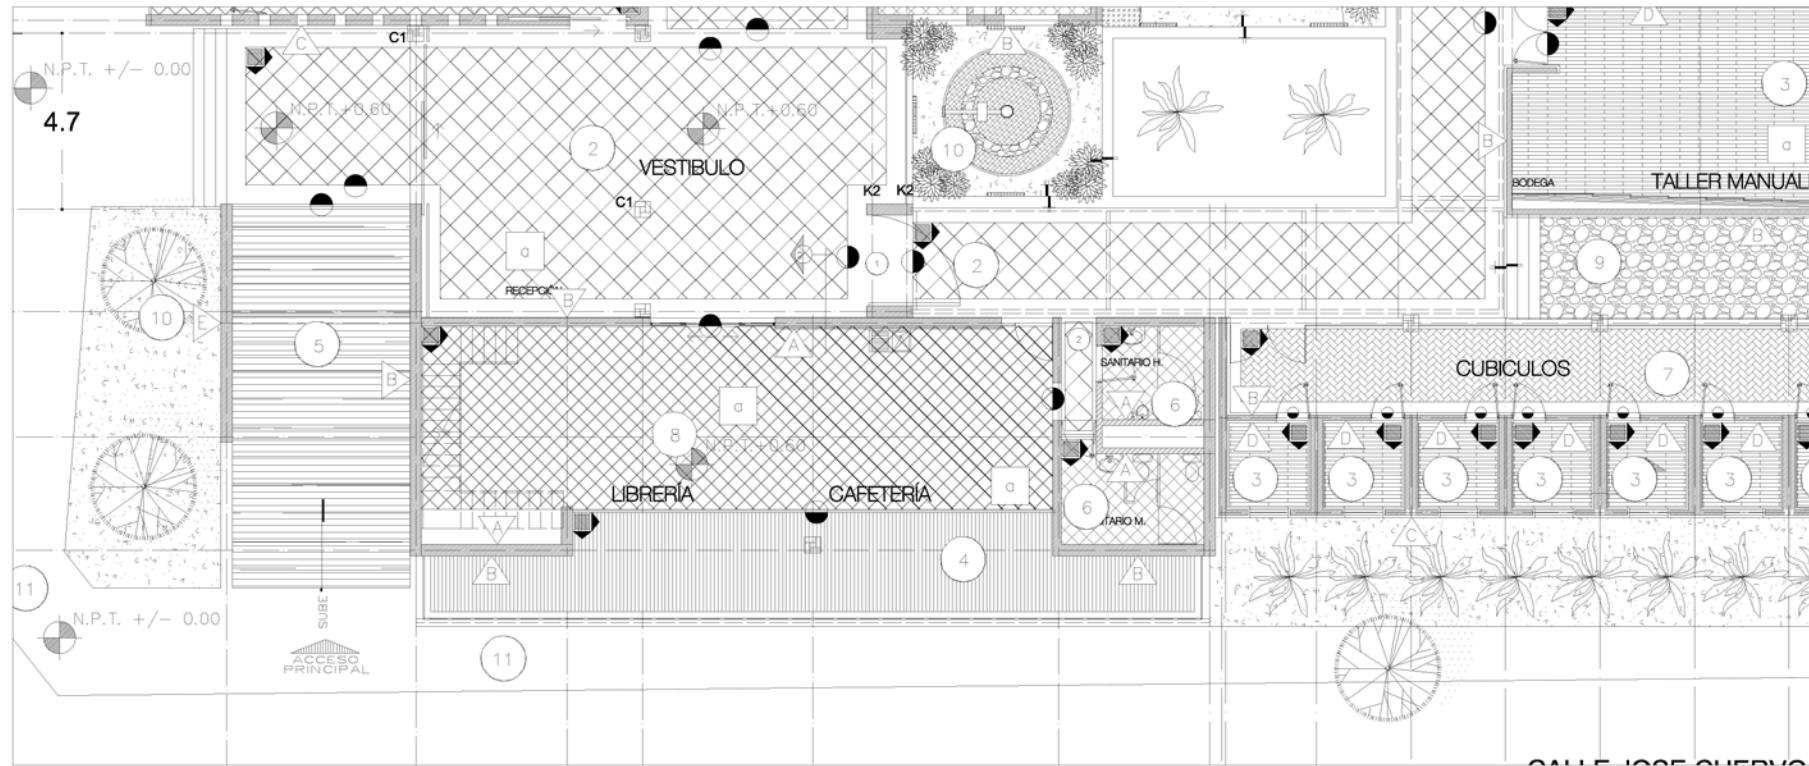 C
C1
D
N.P.T. +/- 0.00
4.7
N.P.T.+0.60
2
VESTIBULO
N.P.T.+0.60
B
10
3
a
B
BODEGA
TALLER MANUAL
K2
K2
C1
a
RECEPCIÓN
B
1
2
9
B
10
E
5
B
A
A
2
SANITARIO H.
A
6
CUBICULOS
7
B
a
8
N.P.T.+0.60
LIBRERÍA
CAFETERÍA
a
A
A
6
TARIO M.
D
D
D
D
D
D
3
3
3
3
3
3
B
4
B
C
11
N.P.T. +/- 0.00
SUBE
ACCESO
PRINCIPAL
11